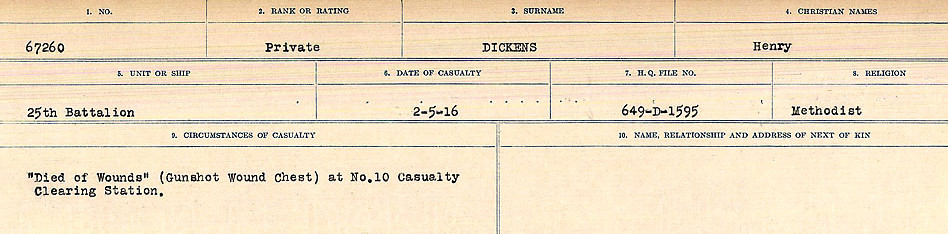 1. NO. 2. RANK OR RATING 3. SURNAME 4. CHRISTIAN NAMES
67260 Private DICKENS Henry
5. UNIT OR SHIP 6. DATE OF CASUALTY 7. H.Q. FILE NO. 8. RELIGION
25th Battalion 2-5-16 649-D-1595 Methodist
9. CIRCUMSTANCES OF CASUALTY 10. NAME, RELATIONSHIP AND ADDRESS OF NEXT OF KIN
"Died of Wounds" (Gunshot Wound Chest) at No.10 Casualty
Clearing Station.